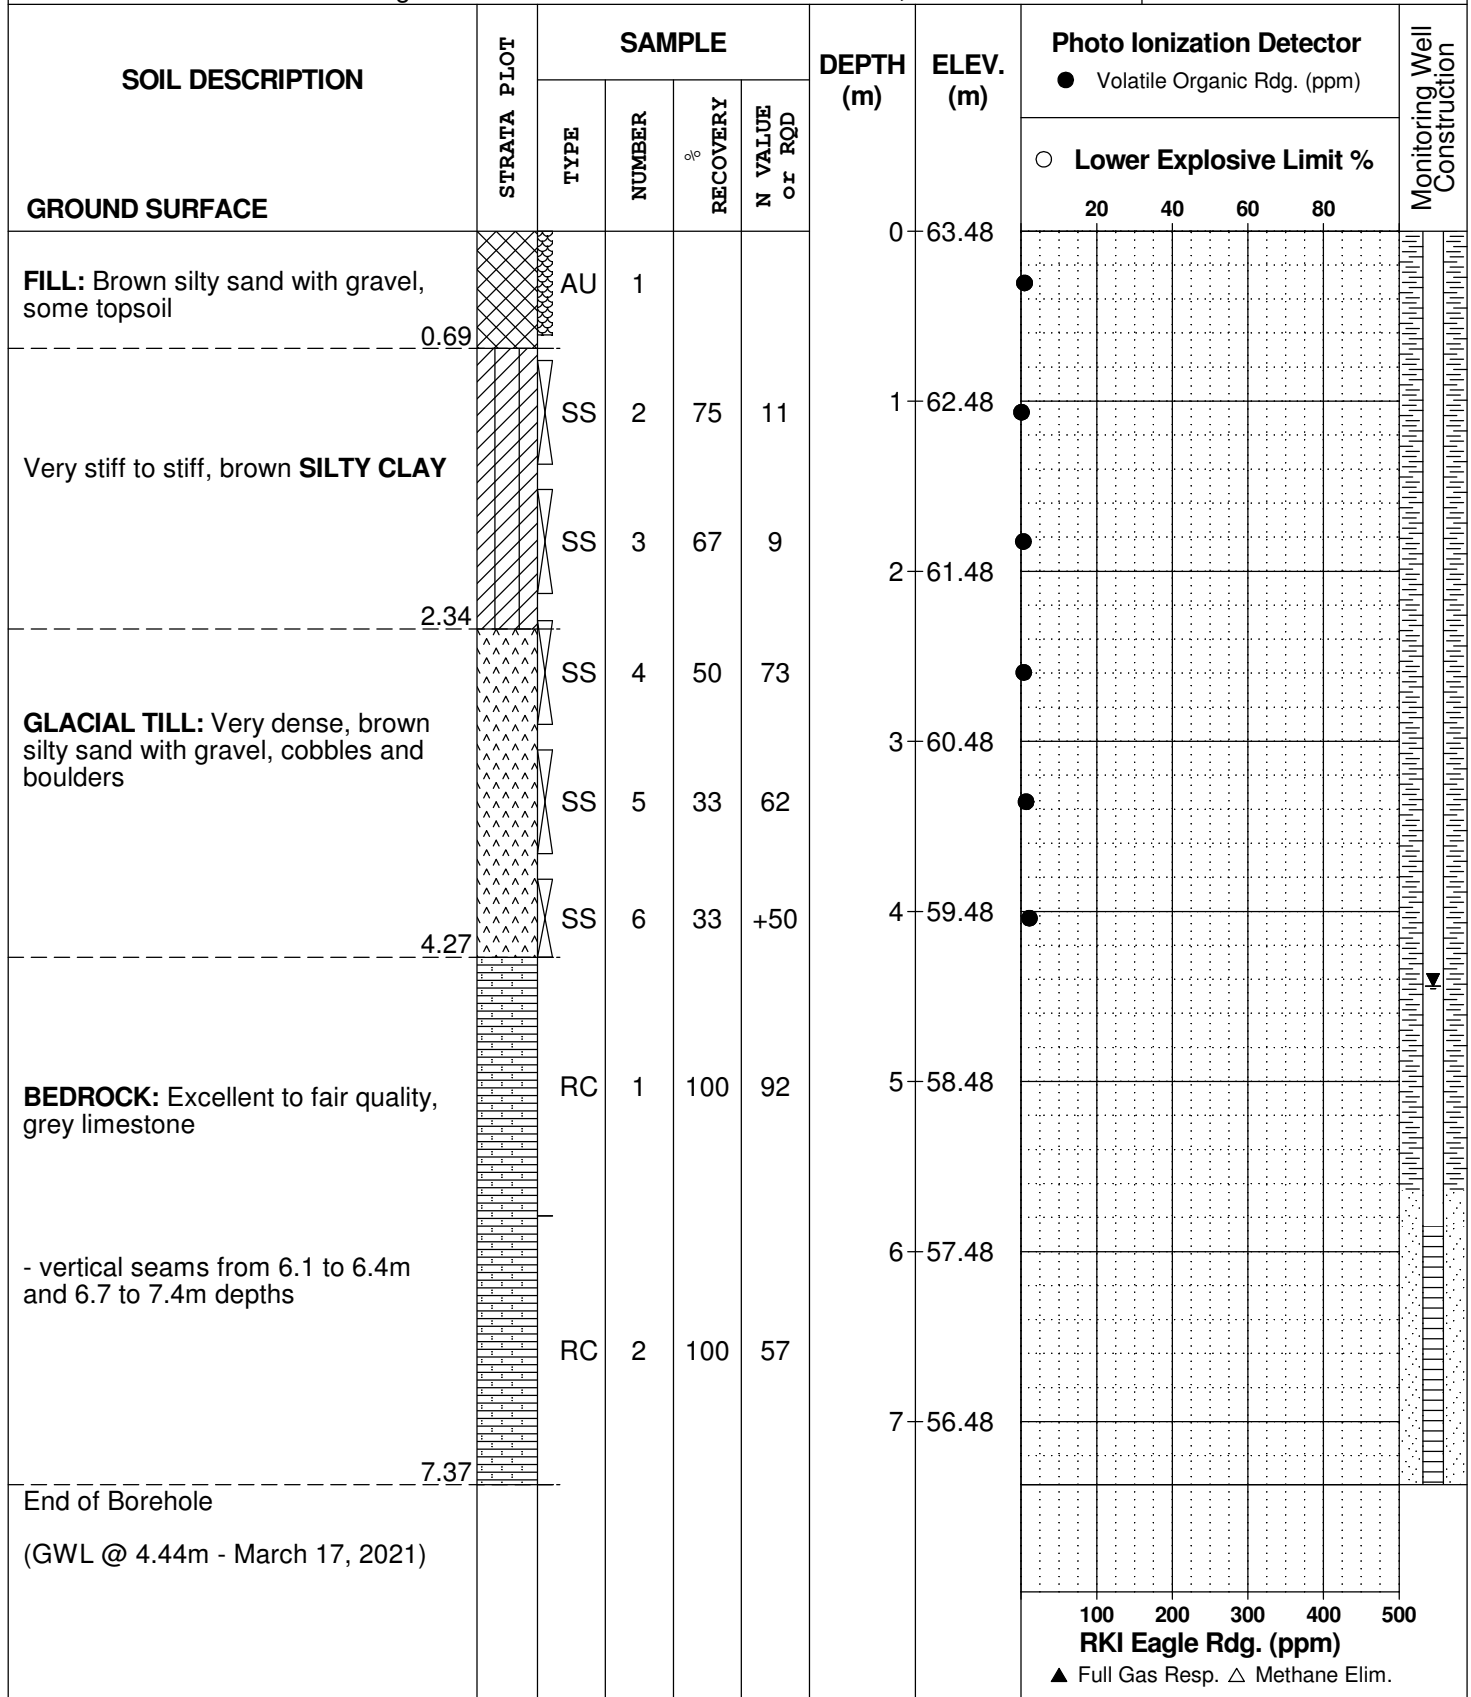 SOIL DESCRIPTION
GROUND SURFACE
STRATA PLOT
SAMPLE
TYPE
NUMBER
%
RECOVERY
N VALUE
or RQD
DEPTH
(m)
ELEV.
(m)
Photo Ionization Detector
● Volatile Organic Rdg. (ppm)
○ Lower Explosive Limit %
20 40 60 80
Monitoring Well
Construction
0 63.48
FILL: Brown silty sand with gravel,
some topsoil
0.69
AU 1
1 62.48
SS 2 75 11
Very stiff to stiff, brown SILTY CLAY
SS 3 67 9
2 61.48
2.34
SS 4 50 73
GLACIAL TILL: Very dense, brown
silty sand with gravel, cobbles and
boulders
3 60.48
SS 5 33 62
SS 6 33 +50
4 59.48
4.27
BEDROCK: Excellent to fair quality,
grey limestone
RC 1 100 92
5 58.48
- vertical seams from 6.1 to 6.4m
and 6.7 to 7.4m depths
6 57.48
RC 2 100 57
7 56.48
7.37
End of Borehole
(GWL @ 4.44m - March 17, 2021)
100 200 300 400 500
RKI Eagle Rdg. (ppm)
▲ Full Gas Resp. △ Methane Elim.